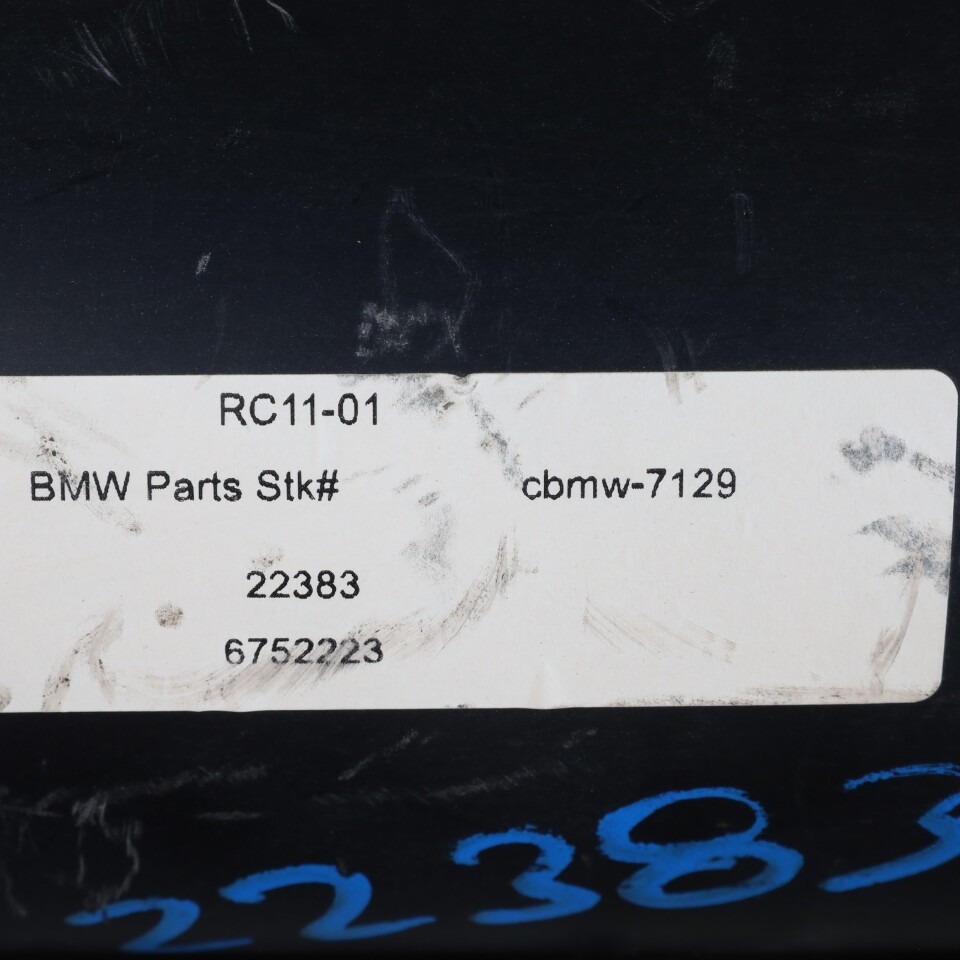 RC11-01
BMW Parts Stk# cbmw-7129
22383
6752223
22383